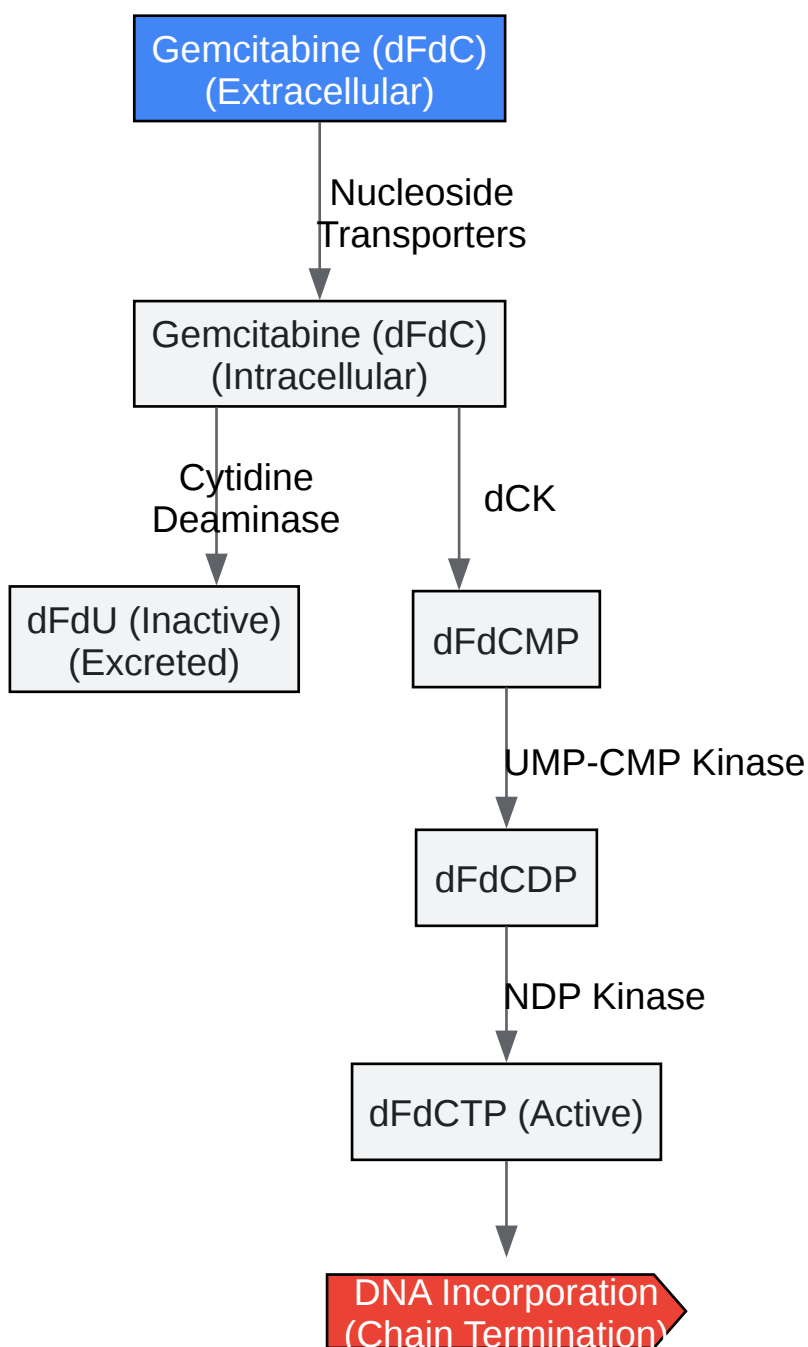 Gemcitabine (dFdC)
(Extracellular)
Nucleoside
Transporters
Gemcitabine (dFdC)
(Intracellular)
Cytidine
Deaminase
dCK
dFdU (Inactive)
(Excreted)
dFdCMP
UMP-CMP Kinase
dFdCDP
NDP Kinase
dFdCTP (Active)
DNA Incorporation
(Chain Termination)